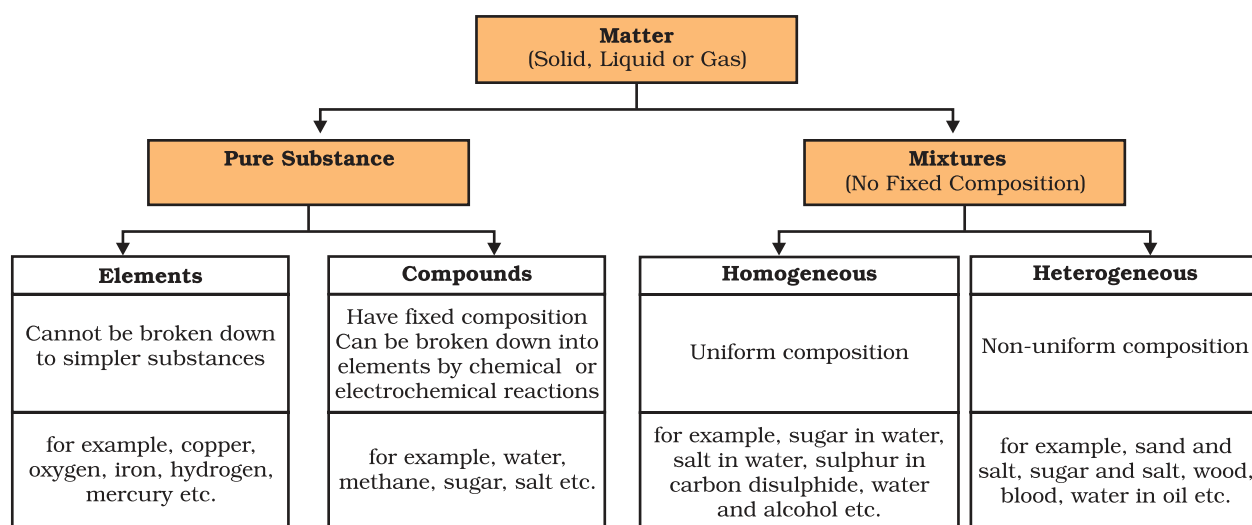 Matter
(Solid, Liquid or Gas)
Pure Substance
Mixtures
(No Fixed Composition)
Elements
Cannot be broken down
to simpler substances
for example, copper,
oxygen, iron, hydrogen,
mercury etc.
Compounds
Have fixed composition
Can be broken down into
elements by chemical or
electrochemical reactions
for example, water,
methane, sugar, salt etc.
Homogeneous
Uniform composition
for example, sugar in water,
salt in water, sulphur in
carbon disulphide, water
and alcohol etc.
Heterogeneous
Non-uniform composition
for example, sand and
salt, sugar and salt, wood,
blood, water in oil etc.